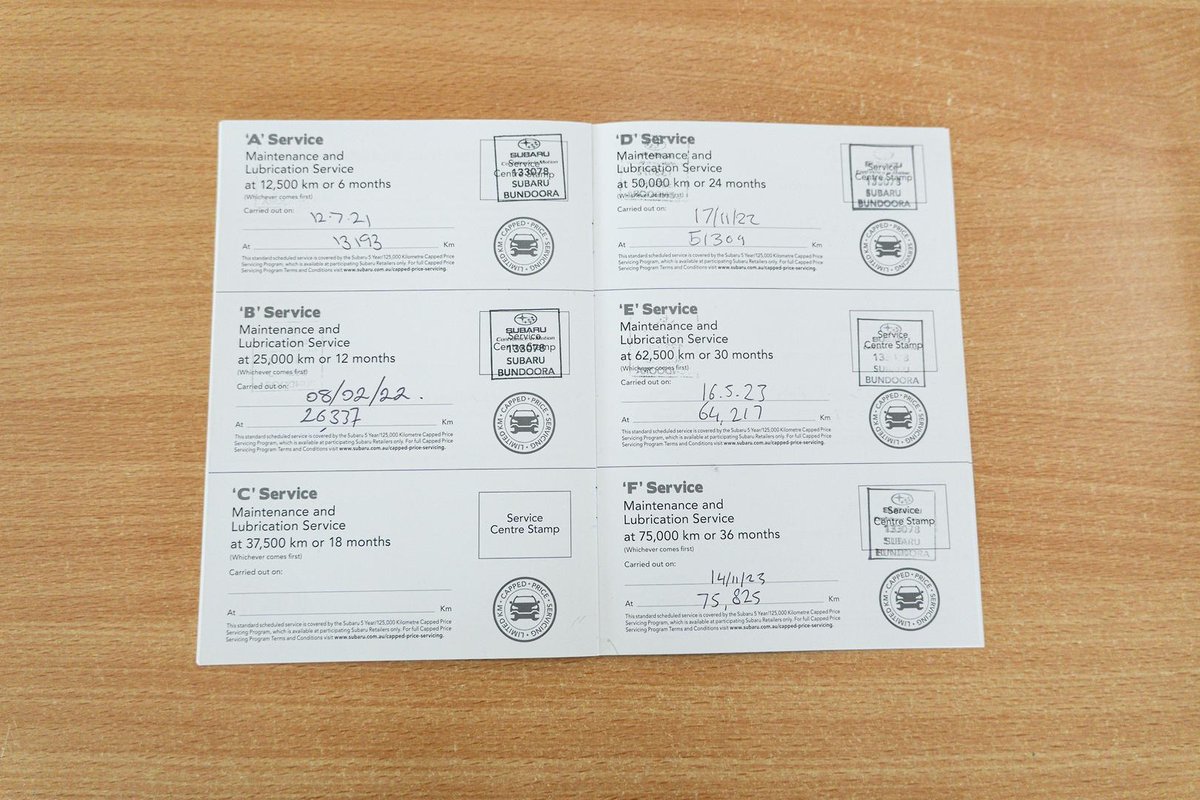 'A' Service
Maintenance and
Lubrication Service
at 12,500 km or 6 months
(Whichever comes first)
Carried out on:
12.7.21
At 13193 Km
This standard scheduled service is covered by the Subaru 5 Year/125,000 Kilometre Capped Price
Servicing Program, which is available at participating Subaru Retailers only. For full Capped Price
Servicing Program Terms and Conditions visit www.subaru.com.au/capped-price-servicing.
SUBARU
Service
Centre Stamp
133078
SUBARU
BUNDOORA
LIMITED KM • CAPPED • PRICE • SERVICING •
'B' Service
Maintenance and
Lubrication Service
at 25,000 km or 12 months
(Whichever comes first)
Carried out on:
08/02/22.
At 26337 Km
This standard scheduled service is covered by the Subaru 5 Year/125,000 Kilometre Capped Price
Servicing Program, which is available at participating Subaru Retailers only. For full Capped Price
Servicing Program Terms and Conditions visit www.subaru.com.au/capped-price-servicing.
SUBARU
Service
Centre Stamp
133078
SUBARU
BUNDOORA
LIMITED KM • CAPPED • PRICE • SERVICING •
'C' Service
Maintenance and
Lubrication Service
at 37,500 km or 18 months
(Whichever comes first)
Carried out on:
At Km
This standard scheduled service is covered by the Subaru 5 Year/125,000 Kilometre Capped Price
Servicing Program, which is available at participating Subaru Retailers only. For full Capped Price
Servicing Program Terms and Conditions visit www.subaru.com.au/capped-price-servicing.
Service
Centre Stamp
LIMITED KM • CAPPED • PRICE • SERVICING •
'D' Service
Maintenance and
Lubrication Service
at 50,000 km or 24 months
(Whichever comes first)
Carried out on:
17/11/22
At 51309 Km
This standard scheduled service is covered by the Subaru 5 Year/125,000 Kilometre Capped Price
Servicing Program, which is available at participating Subaru Retailers only. For full Capped Price
Servicing Program Terms and Conditions visit www.subaru.com.au/capped-price-servicing.
Service
Centre Stamp
133078
SUBARU
BUNDOORA
LIMITED KM • CAPPED • PRICE • SERVICING •
'E' Service
Maintenance and
Lubrication Service
at 62,500 km or 30 months
(Whichever comes first)
Carried out on:
16.5.23
At 64,217 Km
This standard scheduled service is covered by the Subaru 5 Year/125,000 Kilometre Capped Price
Servicing Program, which is available at participating Subaru Retailers only. For full Capped Price
Servicing Program Terms and Conditions visit www.subaru.com.au/capped-price-servicing.
Service
Centre Stamp
SUBARU
BUNDOORA
LIMITED KM • CAPPED • PRICE • SERVICING •
'F' Service
Maintenance and
Lubrication Service
at 75,000 km or 36 months
(Whichever comes first)
Carried out on:
14/11/23
At 75,825 Km
This standard scheduled service is covered by the Subaru 5 Year/125,000 Kilometre Capped Price
Servicing Program, which is available at participating Subaru Retailers only. For full Capped Price
Servicing Program Terms and Conditions visit www.subaru.com.au/capped-price-servicing.
Service
Centre Stamp
133078
SUBARU
BUNDOORA
LIMITED KM • CAPPED • PRICE • SERVICING •